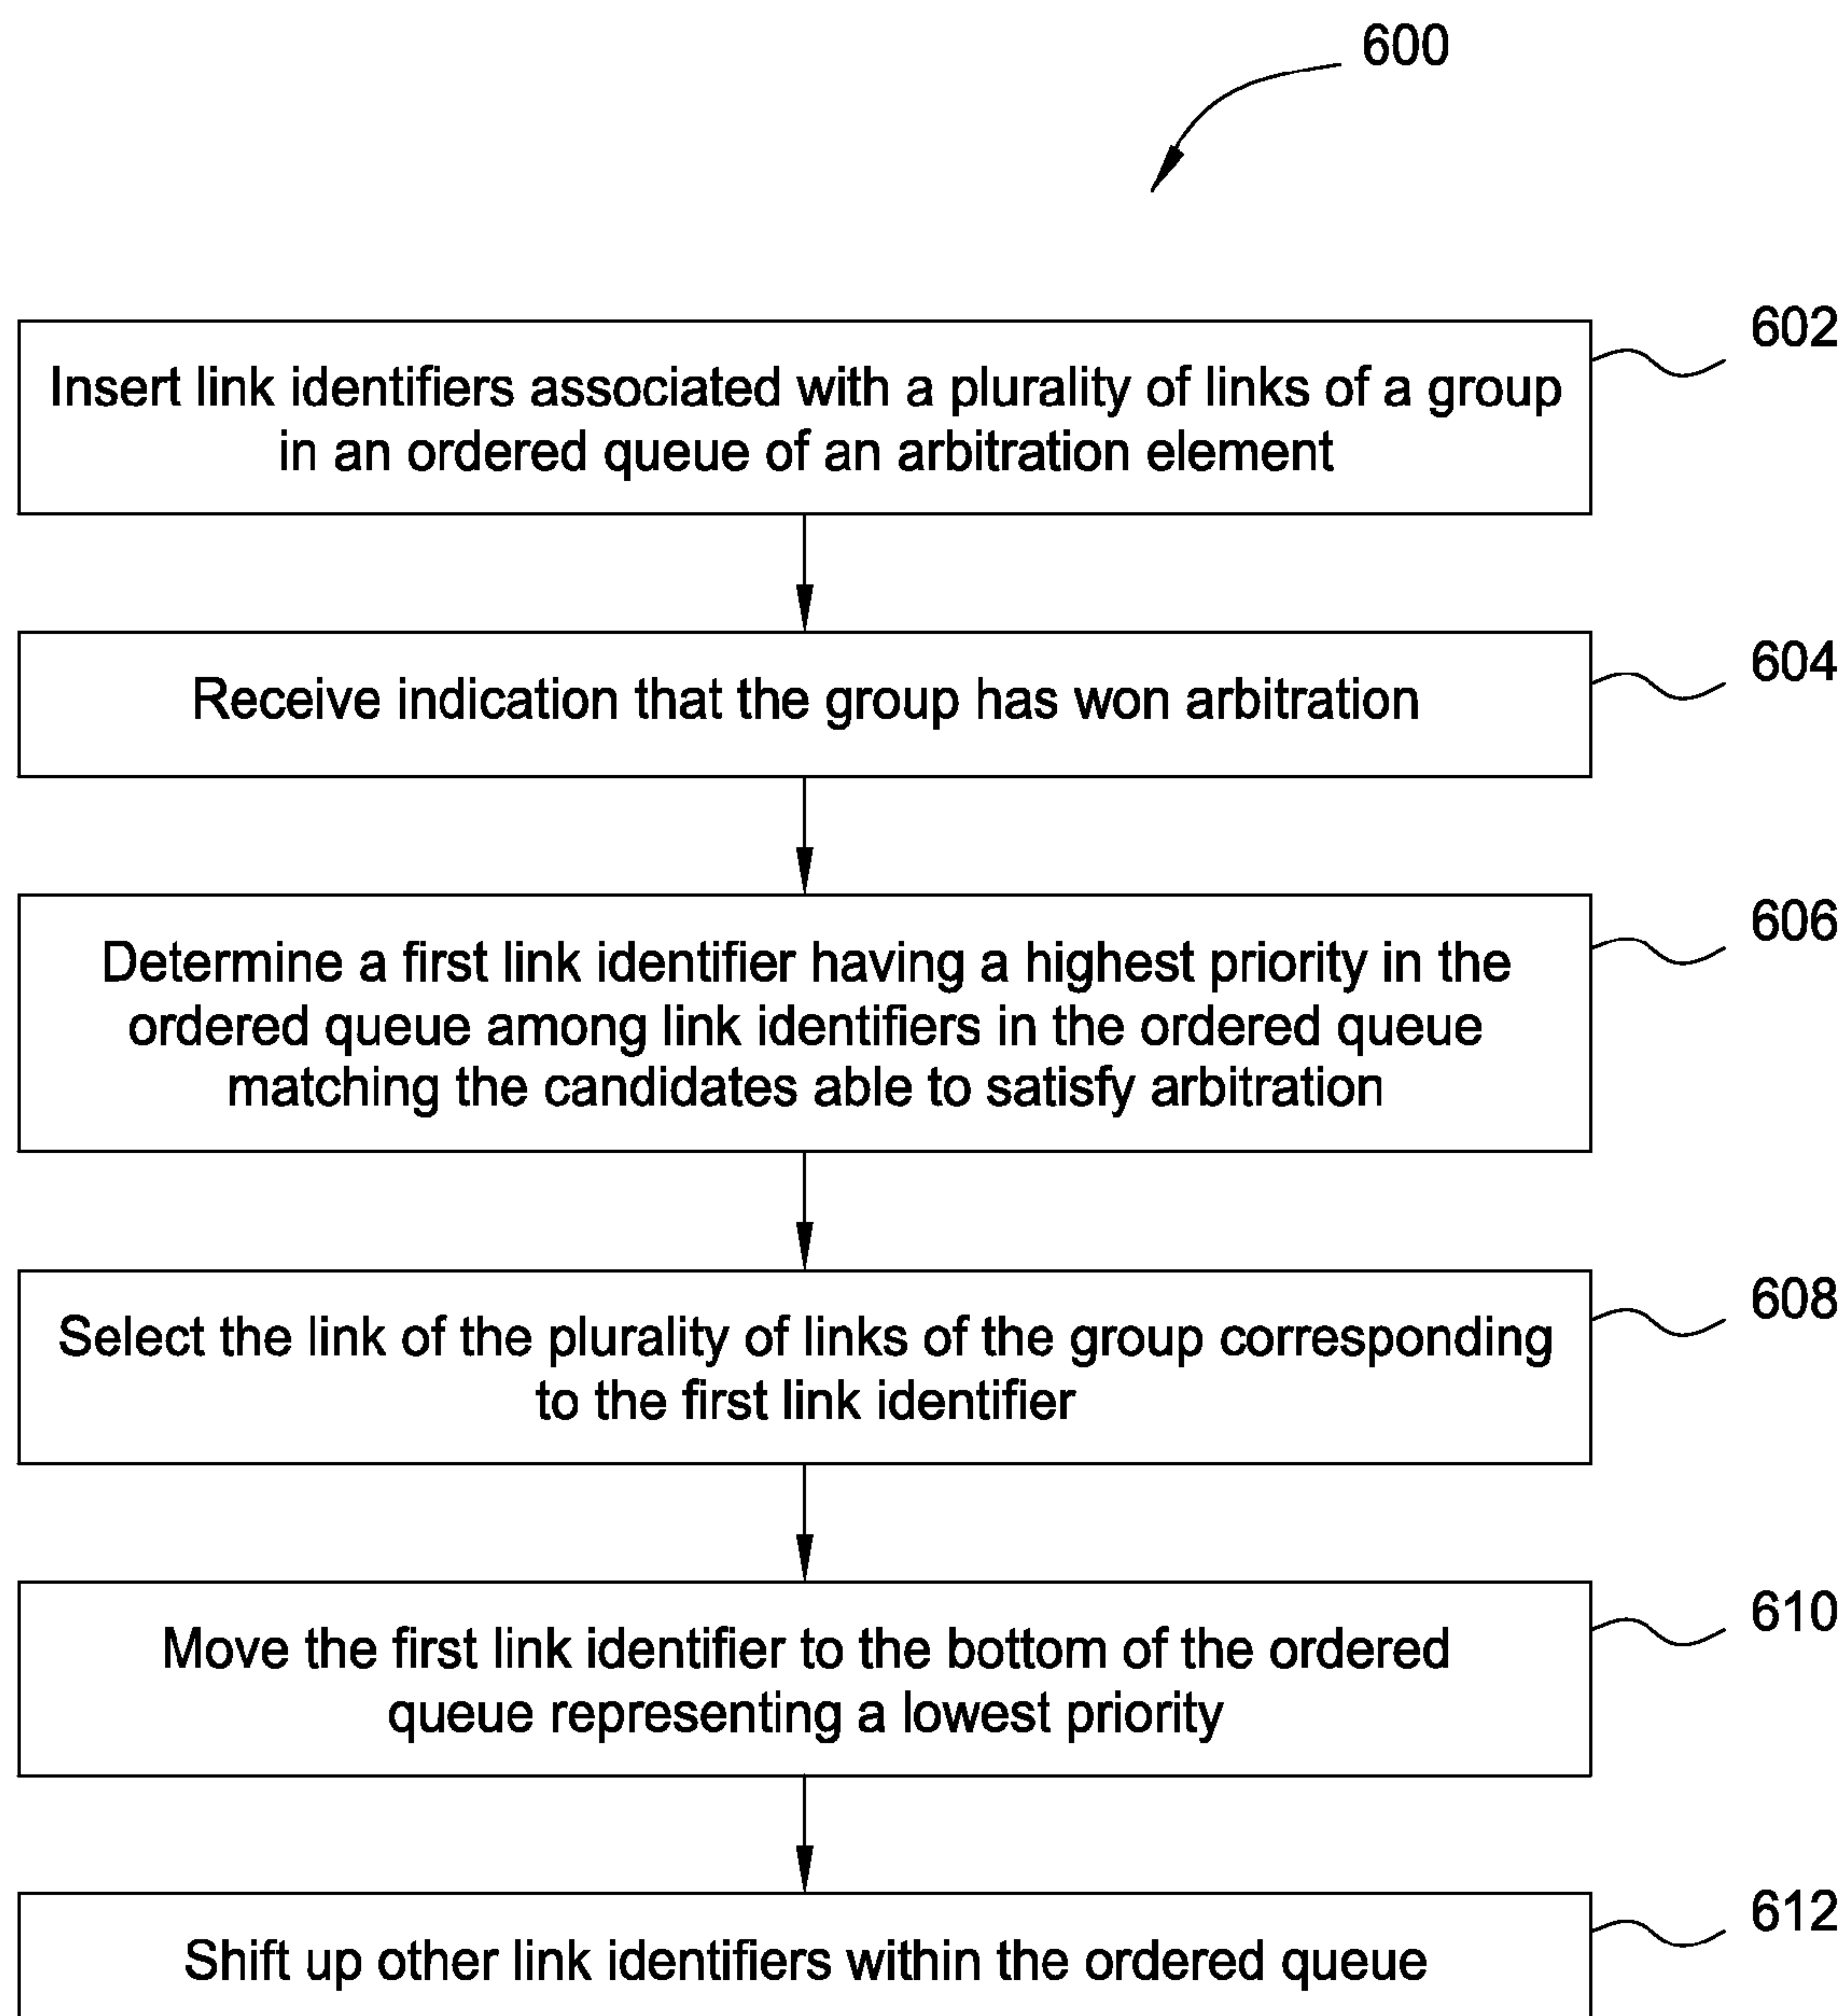 600
602
Insert link identifiers associated with a plurality of links of a group
in an ordered queue of an arbitration element
604
Receive indication that the group has won arbitration
606
Determine a first link identifier having a highest priority in the
ordered queue among link identifiers in the ordered queue
matching the candidates able to satisfy arbitration
608
Select the link of the plurality of links of the group corresponding
to the first link identifier
610
Move the first link identifier to the bottom of the ordered
queue representing a lowest priority
612
Shift up other link identifiers within the ordered queue